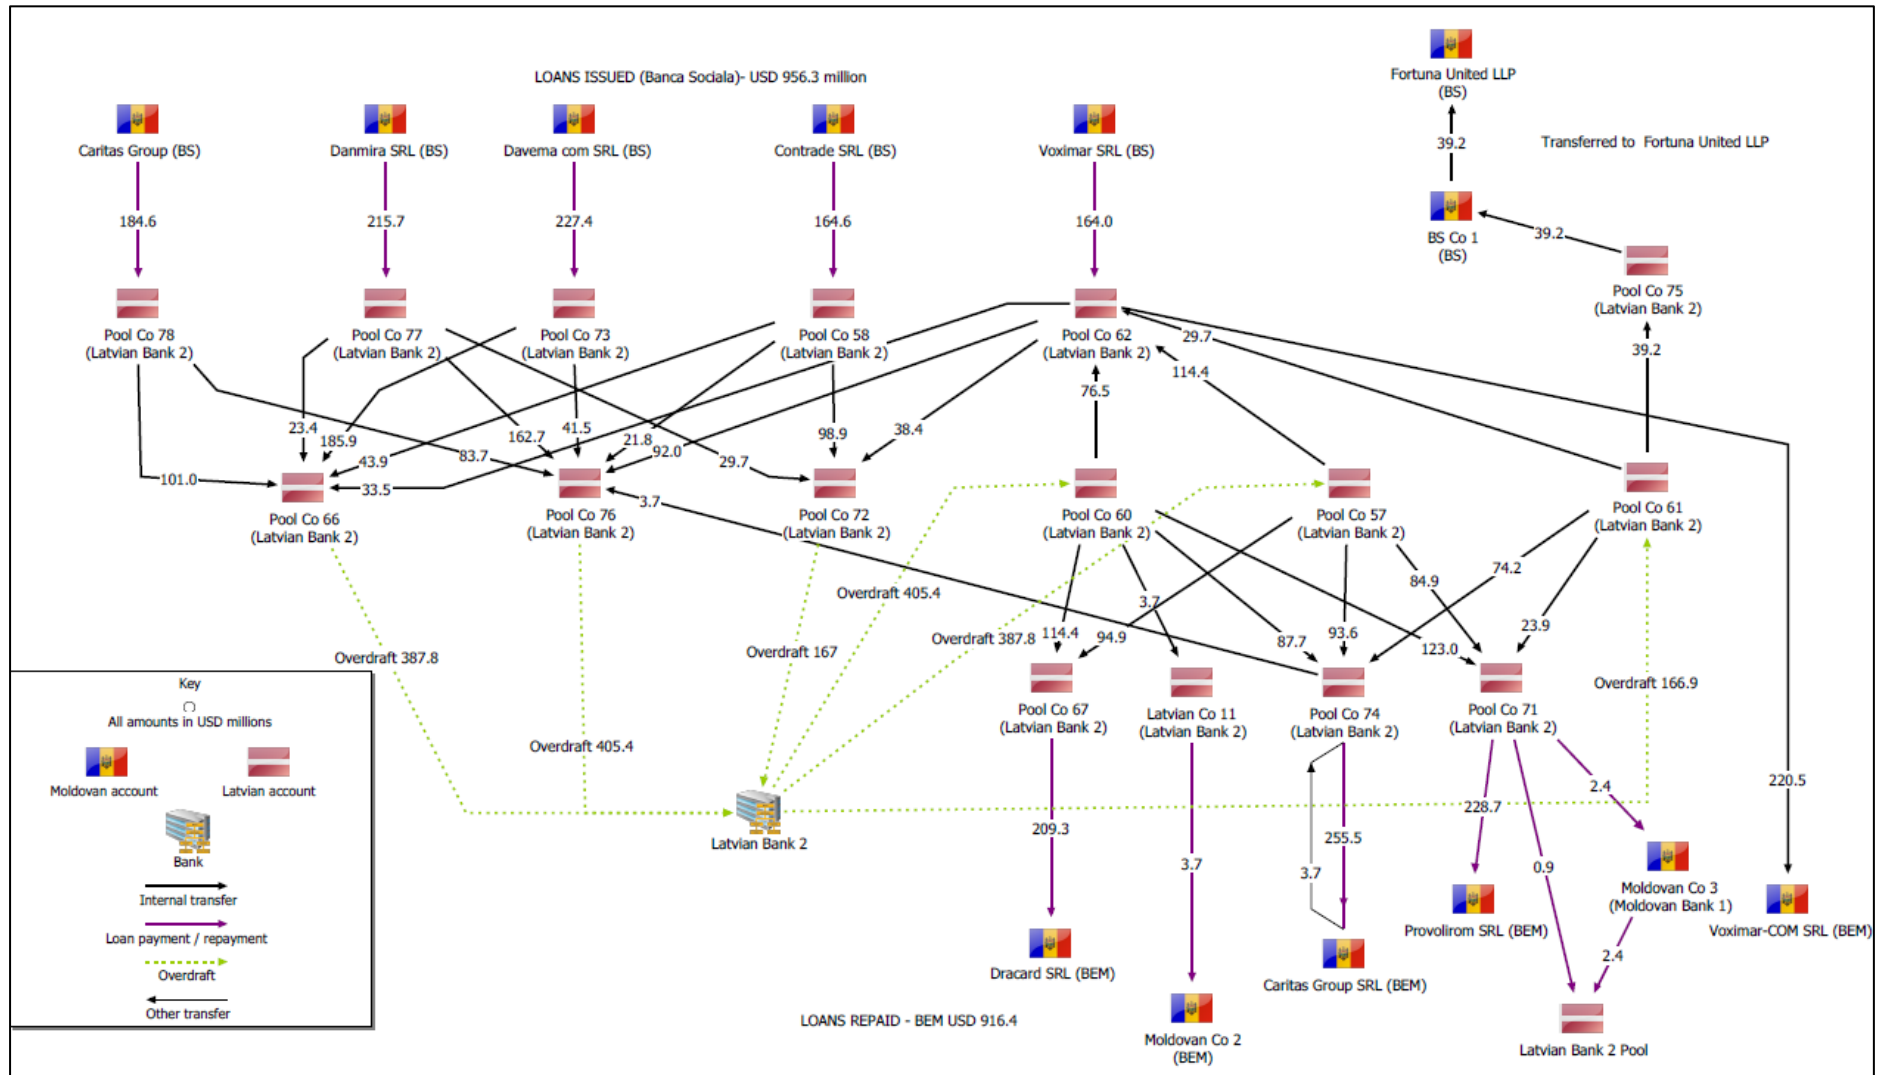 LOANS ISSUED (Banca Sociala)- USD 956.3 million
Fortuna United LLP
(BS)
39.2
Transferred to Fortuna United LLP
Caritas Group (BS)
Danmira SRL (BS)
Davema com SRL (BS)
Contrade SRL (BS)
Voximar SRL (BS)
184.6
215.7
227.4
164.6
164.0
BS Co 1
(BS)
39.2
Pool Co 75
(Latvian Bank 2)
Pool Co 78
(Latvian Bank 2)
Pool Co 77
(Latvian Bank 2)
Pool Co 73
(Latvian Bank 2)
Pool Co 58
(Latvian Bank 2)
Pool Co 62
(Latvian Bank 2)
29.7
39.2
114.4
76.5
23.4
185.9
43.9
83.7
162.7
41.5
21.8
92.0
98.9
38.4
29.7
101.0
33.5
3.7
Pool Co 66
(Latvian Bank 2)
Pool Co 76
(Latvian Bank 2)
Pool Co 72
(Latvian Bank 2)
Pool Co 60
(Latvian Bank 2)
Pool Co 57
(Latvian Bank 2)
Pool Co 61
(Latvian Bank 2)
74.2
84.9
Overdraft 405.4
3.7
23.9
Overdraft 387.8
114.4
94.9
87.7
93.6
123.0
Overdraft 167
Overdraft 387.8
Overdraft 166.9
Pool Co 67
(Latvian Bank 2)
Latvian Co 11
(Latvian Bank 2)
Pool Co 74
(Latvian Bank 2)
Pool Co 71
(Latvian Bank 2)
Overdraft 405.4
Key
All amounts in USD millions
Moldovan account
Latvian account
Bank
Internal transfer
Loan payment / repayment
Overdraft
Other transfer
Latvian Bank 2
2.4
220.5
228.7
209.3
255.5
3.7
3.7
0.9
Moldovan Co 3
(Moldovan Bank 1)
Provolirom SRL (BEM)
Voximar-COM SRL (BEM)
2.4
Dracard SRL (BEM)
Caritas Group SRL (BEM)
LOANS REPAID - BEM USD 916.4
Moldovan Co 2
(BEM)
Latvian Bank 2 Pool